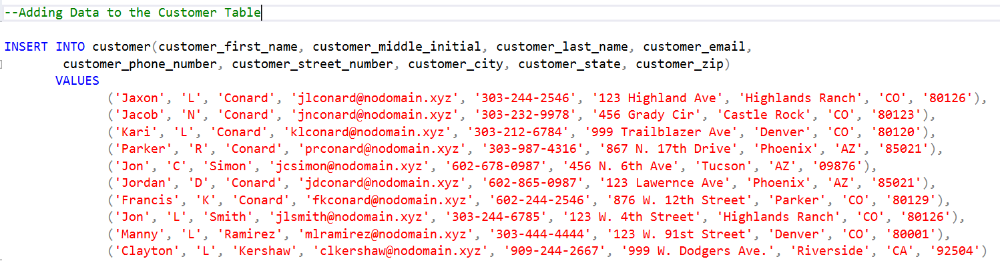 --Adding Data to the Customer Table
INSERT INTO customer(customer_first_name, customer_middle_initial, customer_last_name, customer_email,
customer_phone_number, customer_street_number, customer_city, customer_state, customer_zip)
VALUES
('Jaxon', 'L', 'Conard', 'jlconard@nodomain.xyz', '303-244-2546', '123 Highland Ave', 'Highlands Ranch', 'CO', '80126'),
('Jacob', 'N', 'Conard', 'jnconard@nodomain.xyz', '303-232-9978', '456 Grady Cir', 'Castle Rock', 'CO', '80123'),
('Kari', 'L', 'Conard', 'klconard@nodomain.xyz', '303-212-6784', '999 Trailblazer Ave', 'Denver', 'CO', '80120'),
('Parker', 'R', 'Conard', 'prconard@nodomain.xyz', '303-987-4316', '867 N. 17th Drive', 'Phoenix', 'AZ', '85021'),
('Jon', 'C', 'Simon', 'jcsimon@nodomain.xyz', '602-678-0987', '456 N. 6th Ave', 'Tucson', 'AZ', '09876'),
('Jordan', 'D', 'Conard', 'jdconard@nodomain.xyz', '602-865-0987', '123 Lawernce Ave', 'Phoenix', 'AZ', '85021'),
('Francis', 'K', 'Conard', 'fkconard@nodomain.xyz', '602-244-2546', '876 W. 12th Street', 'Parker', 'CO', '80129'),
('Jon', 'L', 'Smith', 'jlsmith@nodomain.xyz', '303-244-6785', '123 W. 4th Street', 'Highlands Ranch', 'CO', '80126'),
('Manny', 'L', 'Ramirez', 'mlramirez@nodomain.xyz', '303-444-4444', '123 W. 91st Street', 'Denver', 'CO', '80001'),
('Clayton', 'L', 'Kershaw', 'clkershaw@nodomain.xyz', '909-244-2667', '999 W. Dodgers Ave.', 'Riverside', 'CA', '92504')